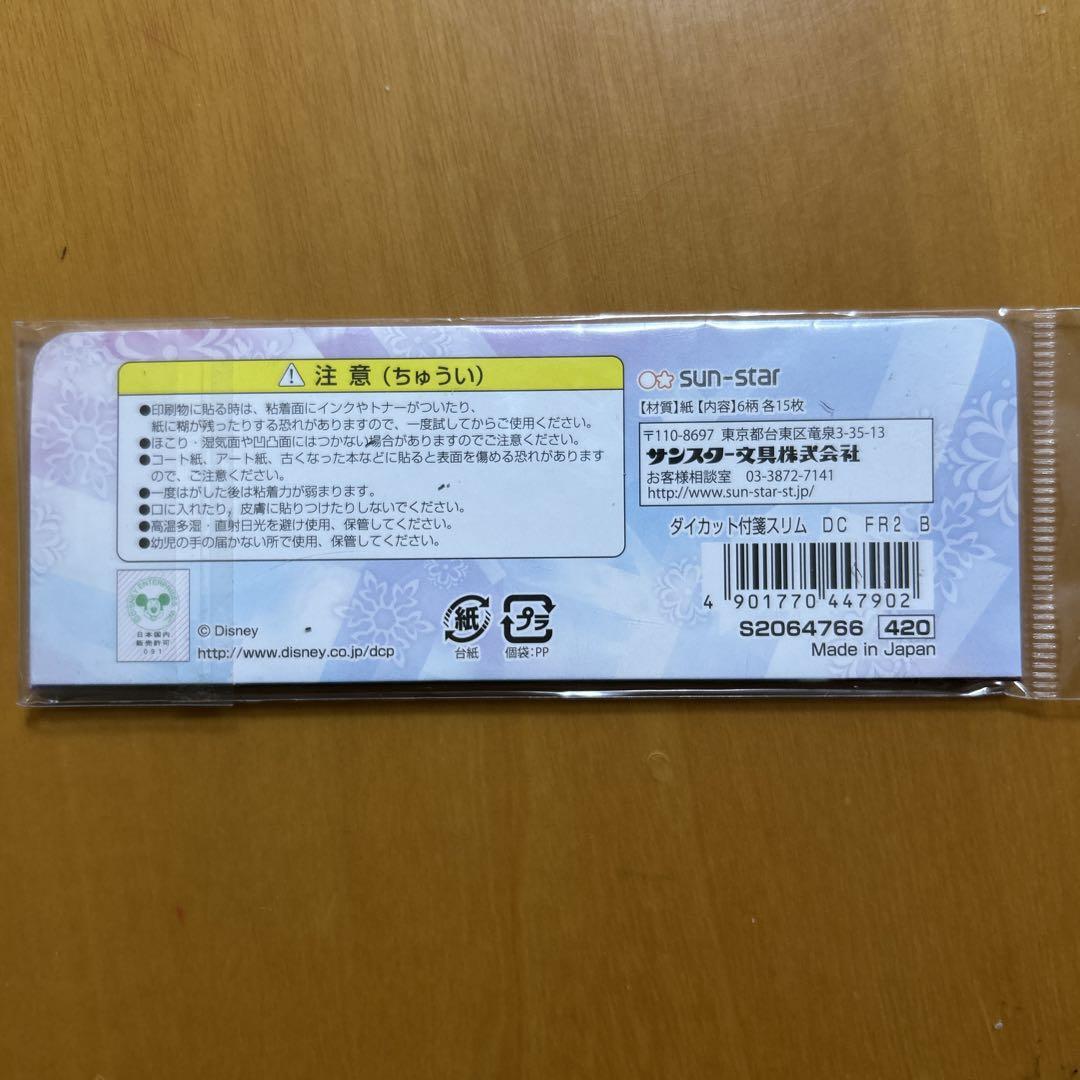 注意（ちゅうい）
●印刷物に貼る時は、粘着面にインクやトナーがついたり、
紙に糊が残ったりする恐れがありますので、一度試してからご使用ください。
●ほこり・湿気面や凹凸面にはつかない場合がありますのでご注意ください。
●コート紙、アート紙、古くなった本などに貼ると表面を傷める恐れがあります
ので、ご注意ください。
●一度はがした後は粘着力が弱まります。
●口に入れたり、皮膚に貼りつけたりしないでください。
●高温多湿・直射日光を避け使用、保管してください。
●幼児の手の届かない所で使用、保管してください。
sun-star
【材質】紙【内容】6柄 各15枚
〒110-8697 東京都台東区竜泉3-35-13
サンスター文具株式会社
お客様相談室 03-3872-7141
http://www.sun-star-st.jp/
ダイカット付箋スリム DC FR2 B
4 901770 447902
S2064766 420
Made in Japan
日本国内
販売許可
091
© Disney
http://www.disney.co.jp/dcp
紙
台紙
プラ
個袋:PP